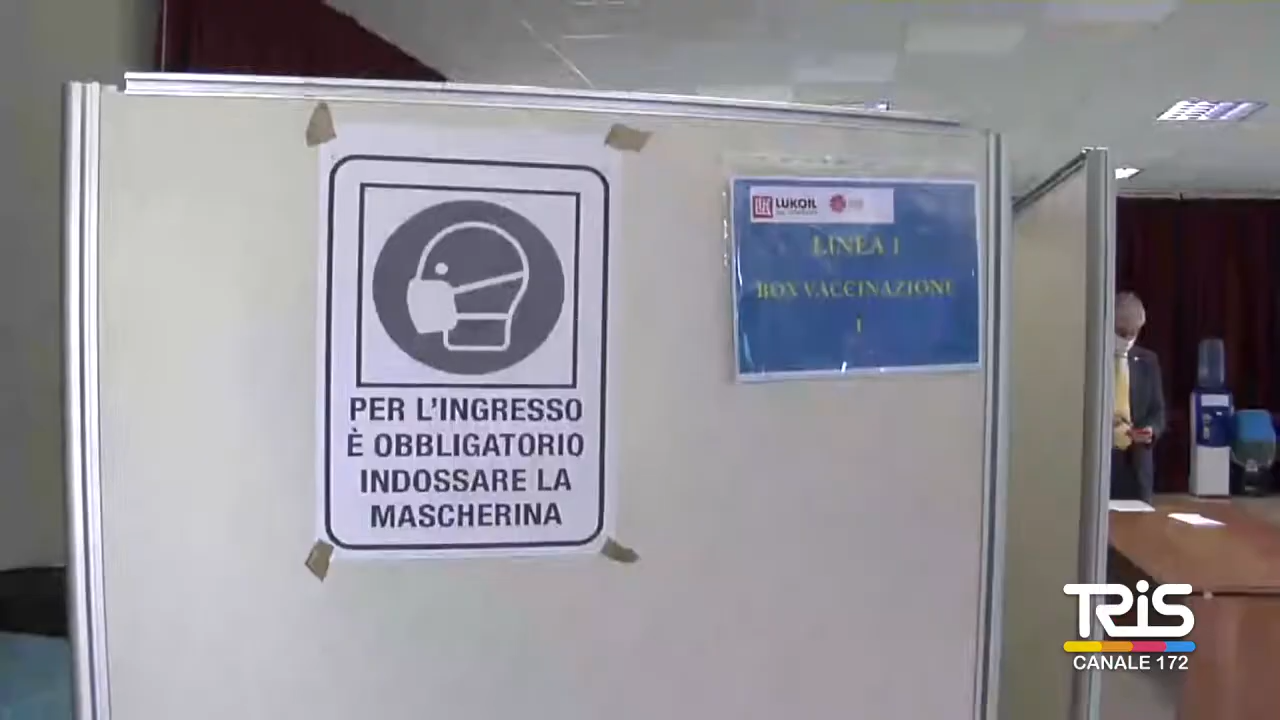 PER L'INGRESSO
È OBBLIGATORIO
INDOSSARE LA
MASCHERINA
LUKOIL
LINEA 1
BOX VACCINAZIONE
1
TRIS
CANALE 172